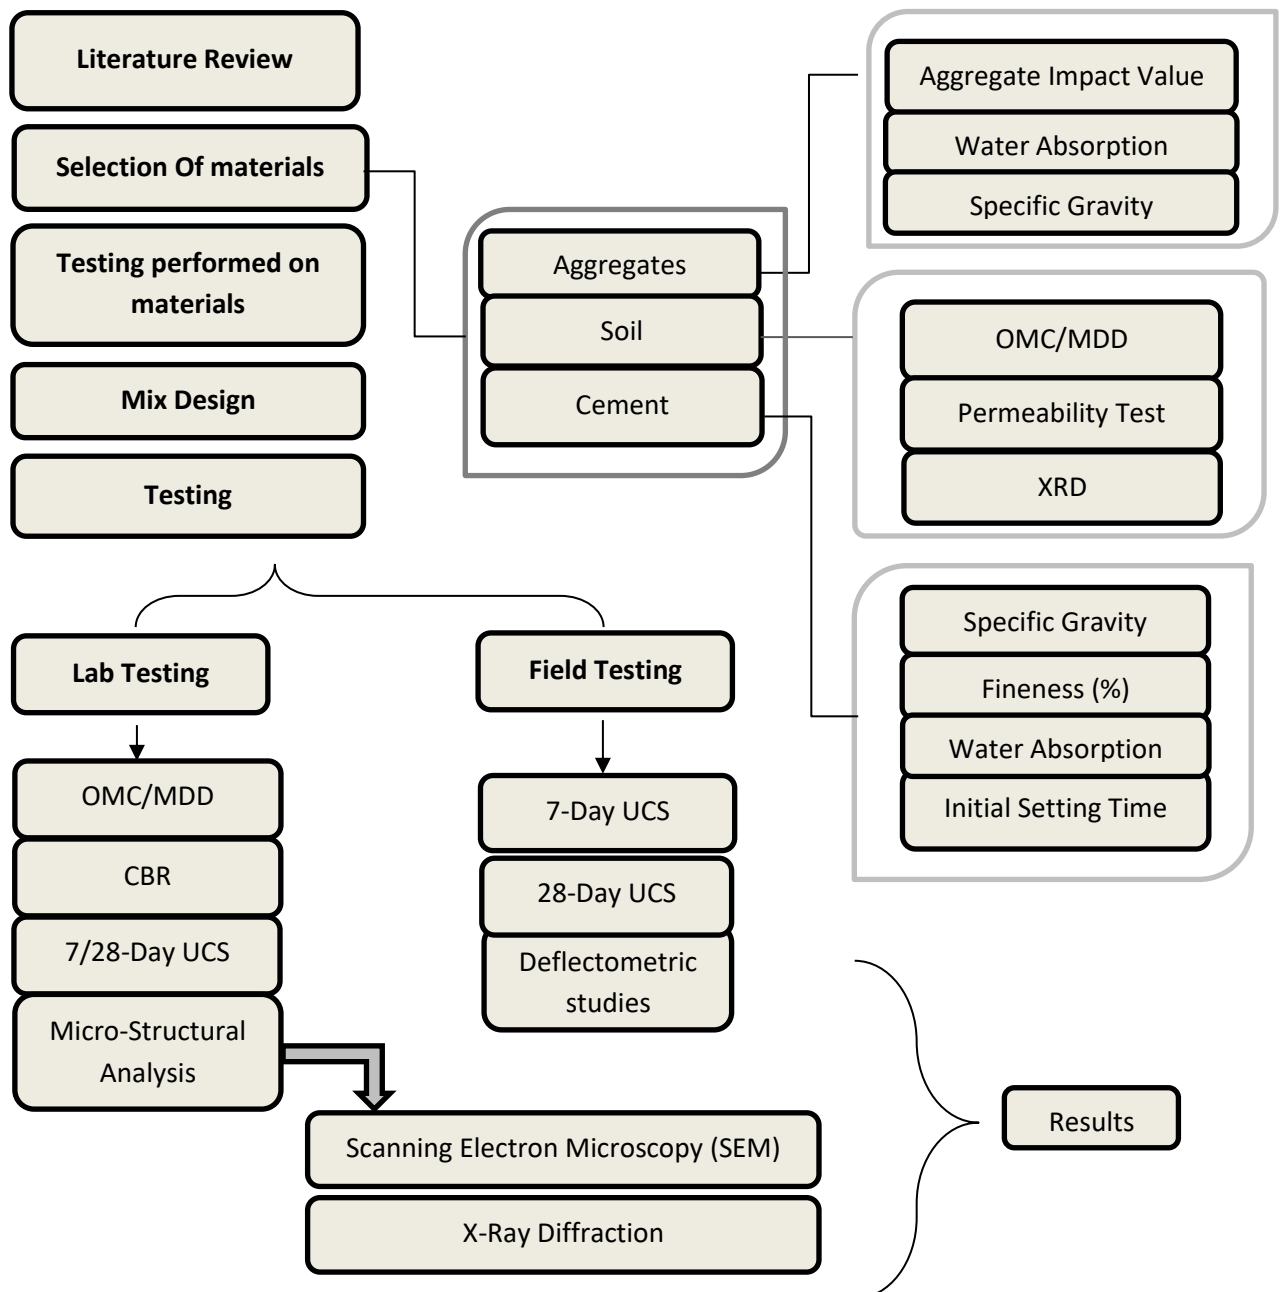 Literature Review
Selection Of materials
Testing performed on
materials
Mix Design
Testing
Aggregates
Soil
Cement
Aggregate Impact Value
Water Absorption
Specific Gravity
OMC/MDD
Permeability Test
XRD
Specific Gravity
Fineness (%)
Water Absorption
Initial Setting Time
Lab Testing
OMC/MDD
CBR
7/28-Day UCS
Micro-Structural
Analysis
Field Testing
7-Day UCS
28-Day UCS
Deflectometric
studies
Scanning Electron Microscopy (SEM)
X-Ray Diffraction
Results